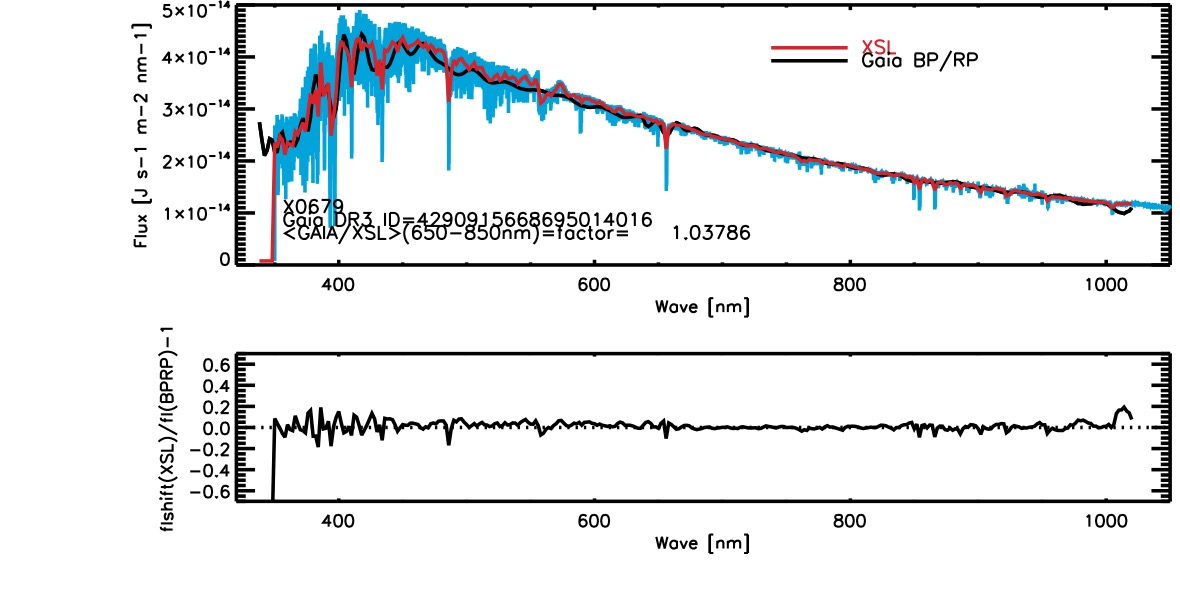 5×10−14
4×10−14
3×10−14
2×10−14
1×10−14
0
Flux [J s−1 m−2 nm−1]
XSL
Gaia BP/RP
X0679
Gaia DR3 ID=4290915668695014016
<GAIA/XSL>(650−850nm)=factor= 1.03786
400 600 800 1000
Wave [nm]
0.6
0.4
0.2
0.0
−0.2
−0.4
−0.6
flshift(XSL)/fl(BPRP)−1
400 600 800 1000
Wave [nm]